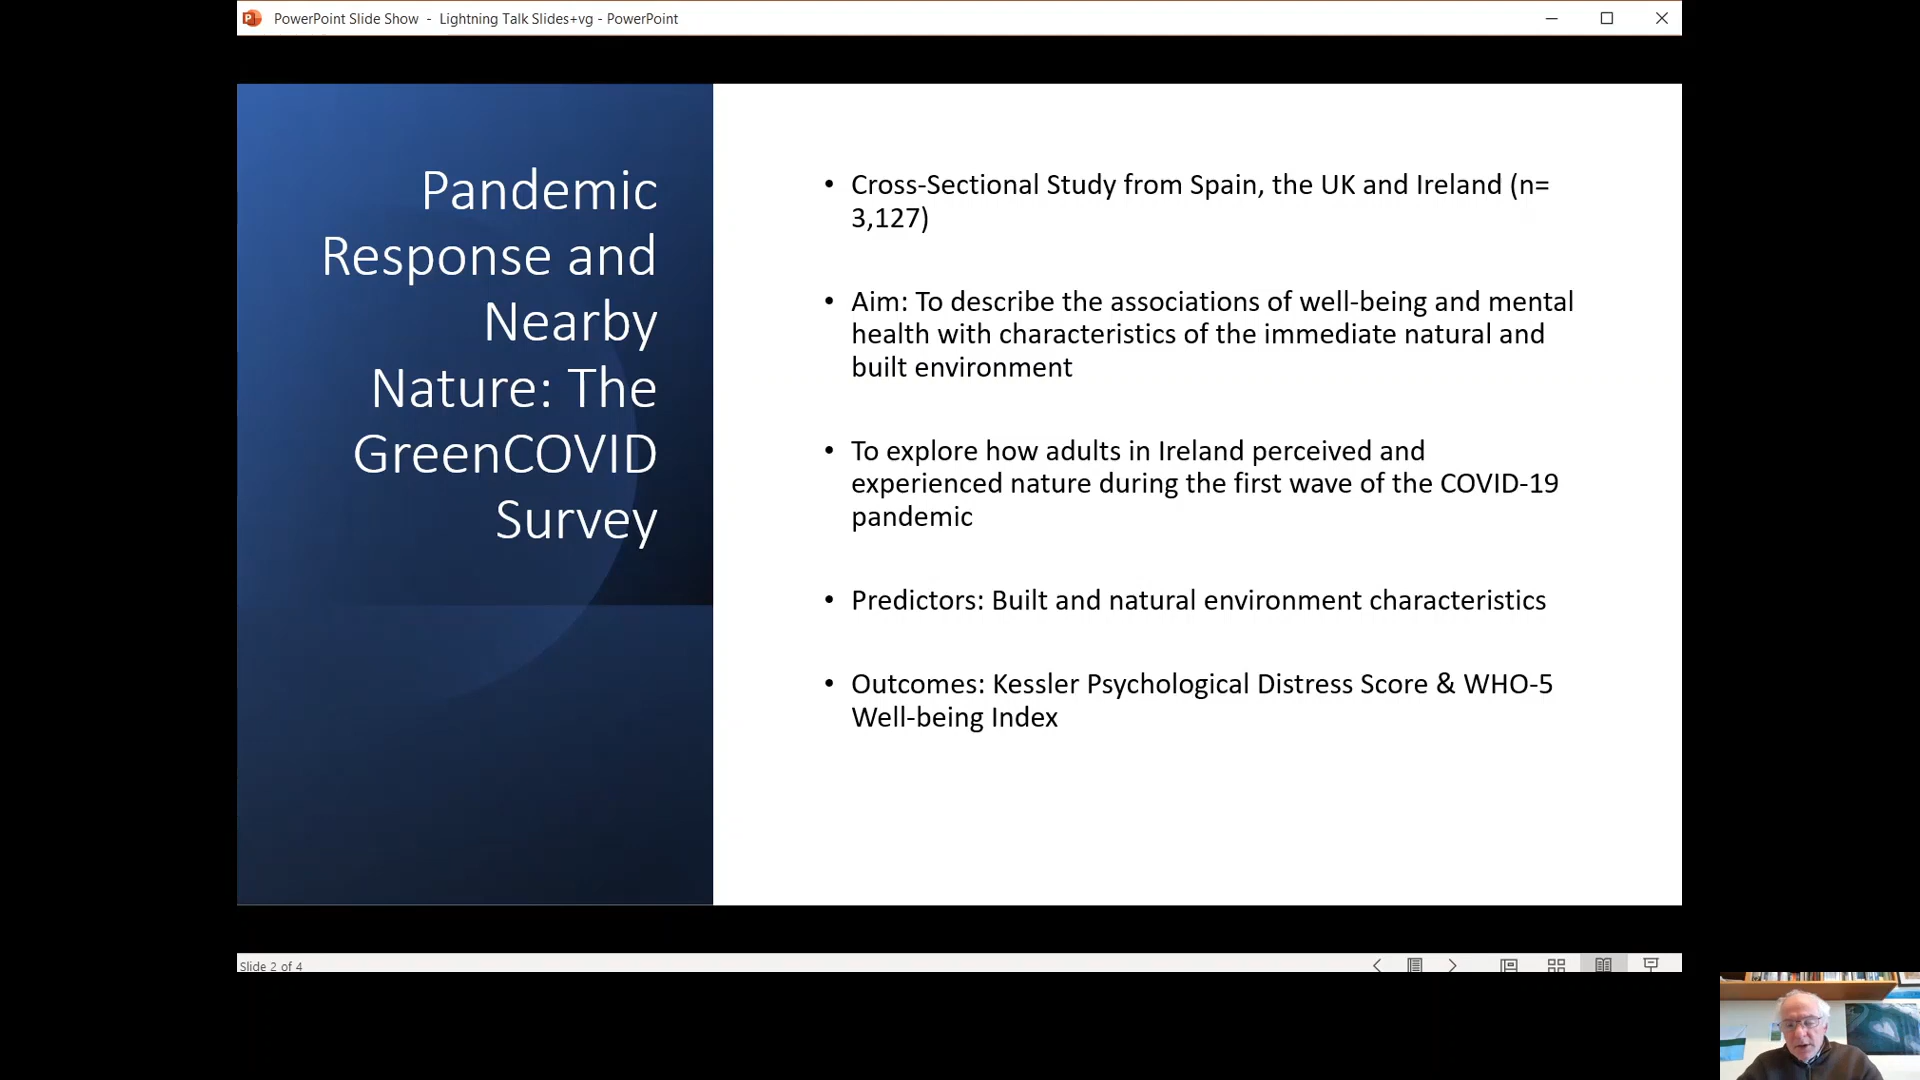 PowerPoint Slide Show - Lightning Talk Slides+vg - PowerPoint
Pandemic
Response and
Nearby
Nature: The
GreenCOVID
Survey
• Cross-Sectional Study from Spain, the UK and Ireland (n=
3,127)
• Aim: To describe the associations of well-being and mental
health with characteristics of the immediate natural and
built environment
• To explore how adults in Ireland perceived and
experienced nature during the first wave of the COVID-19
pandemic
• Predictors: Built and natural environment characteristics
• Outcomes: Kessler Psychological Distress Score & WHO-5
Well-being Index
Slide 2 of 4